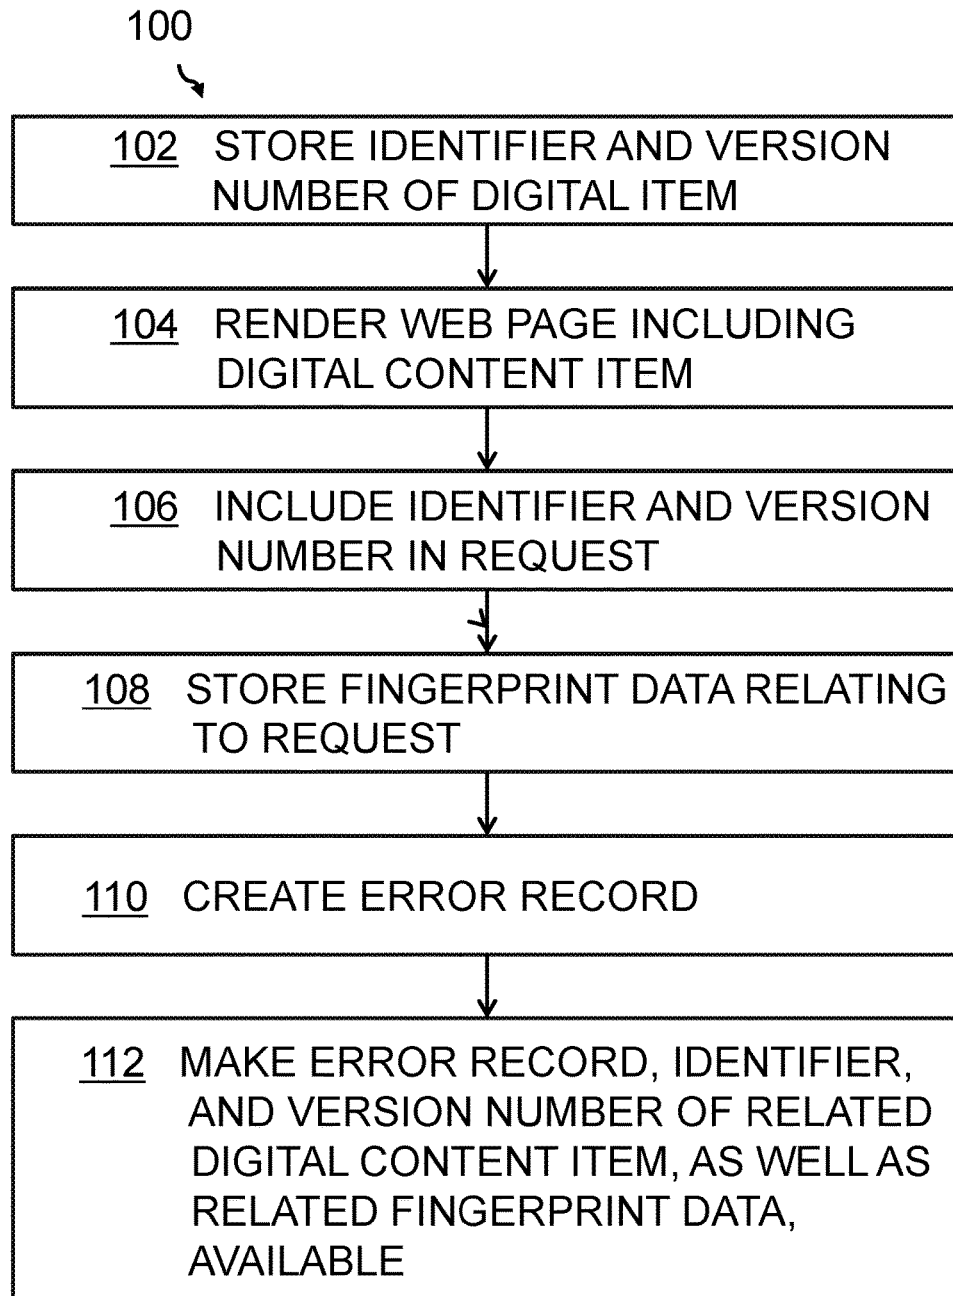 100
102 STORE IDENTIFIER AND VERSION
NUMBER OF DIGITAL ITEM
104 RENDER WEB PAGE INCLUDING
DIGITAL CONTENT ITEM
106 INCLUDE IDENTIFIER AND VERSION
NUMBER IN REQUEST
108 STORE FINGERPRINT DATA RELATING
TO REQUEST
110 CREATE ERROR RECORD
112 MAKE ERROR RECORD, IDENTIFIER,
AND VERSION NUMBER OF RELATED
DIGITAL CONTENT ITEM, AS WELL AS
RELATED FINGERPRINT DATA,
AVAILABLE